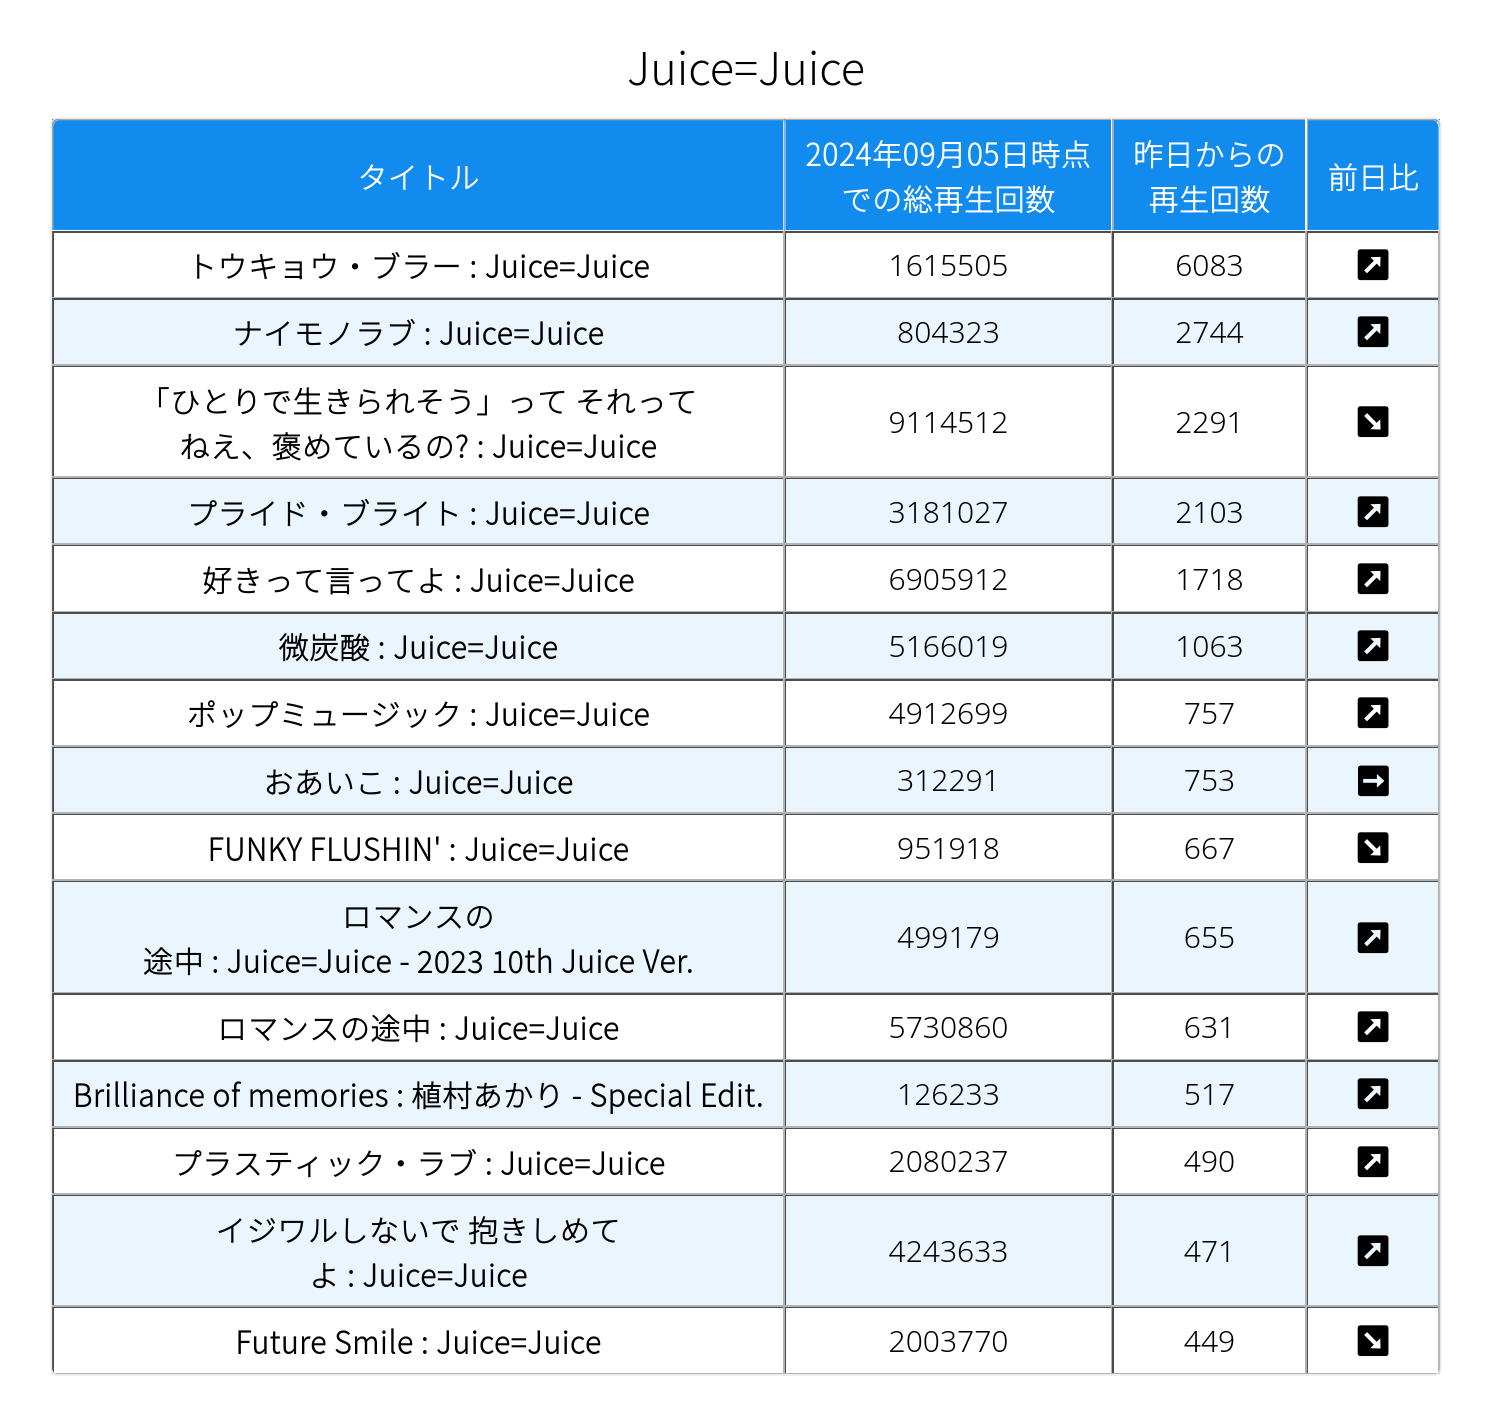 Juice=Juice
タイトル
2024年09月05日時点
での総再生回数
昨日からの
再生回数
前日比
トウキョウ・ブラー : Juice=Juice 1615505 6083 ↗
ナイモノラブ : Juice=Juice 804323 2744 ↗
「ひとりで生きられそう」って それって
ねえ、褒めているの? : Juice=Juice 9114512 2291 ↘
プライド・ブライト : Juice=Juice 3181027 2103 ↗
好きって言ってよ : Juice=Juice 6905912 1718 ↗
微炭酸 : Juice=Juice 5166019 1063 ↗
ポップミュージック : Juice=Juice 4912699 757 ↗
おあいこ : Juice=Juice 312291 753 →
FUNKY FLUSHIN' : Juice=Juice 951918 667 ↘
ロマンスの
途中 : Juice=Juice - 2023 10th Juice Ver. 499179 655 ↗
ロマンスの途中 : Juice=Juice 5730860 631 ↗
Brilliance of memories : 植村あかり - Special Edit. 126233 517 ↗
プラスティック・ラブ : Juice=Juice 2080237 490 ↗
イジワルしないで 抱きしめて
よ : Juice=Juice 4243633 471 ↗
Future Smile : Juice=Juice 2003770 449 ↘